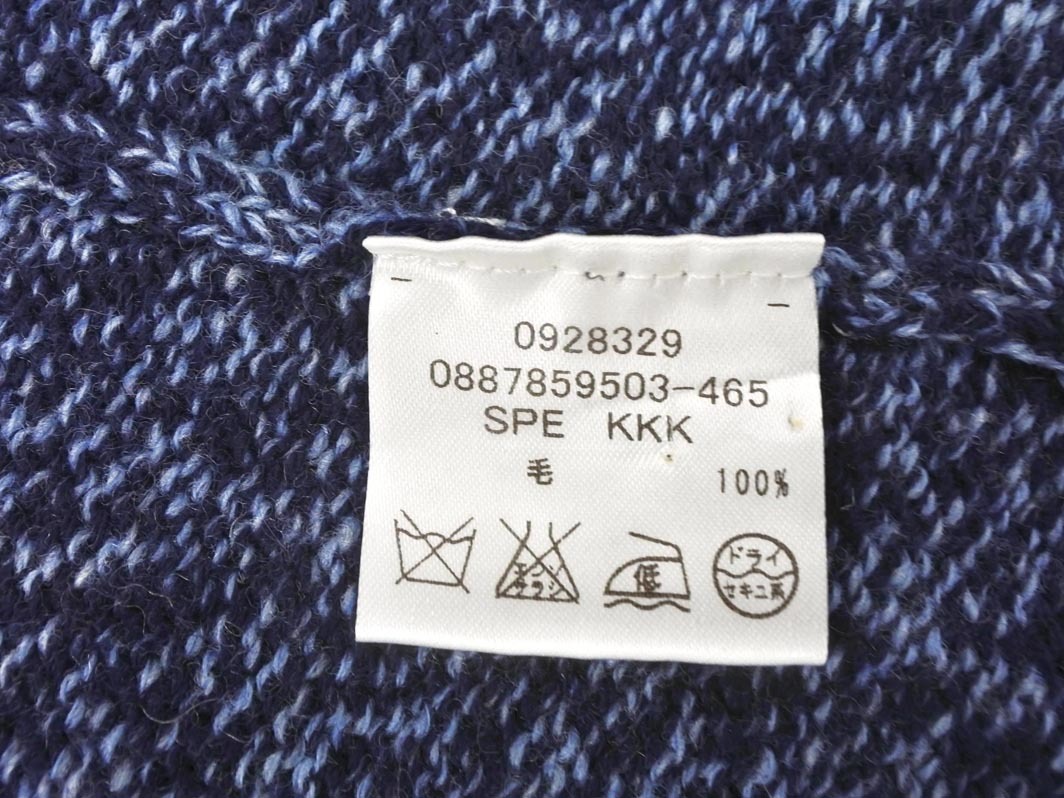 0928329
0887859503-465
SPE KKK
毛 100%
エンソ
サラシ
低
ドライ
セキユ系